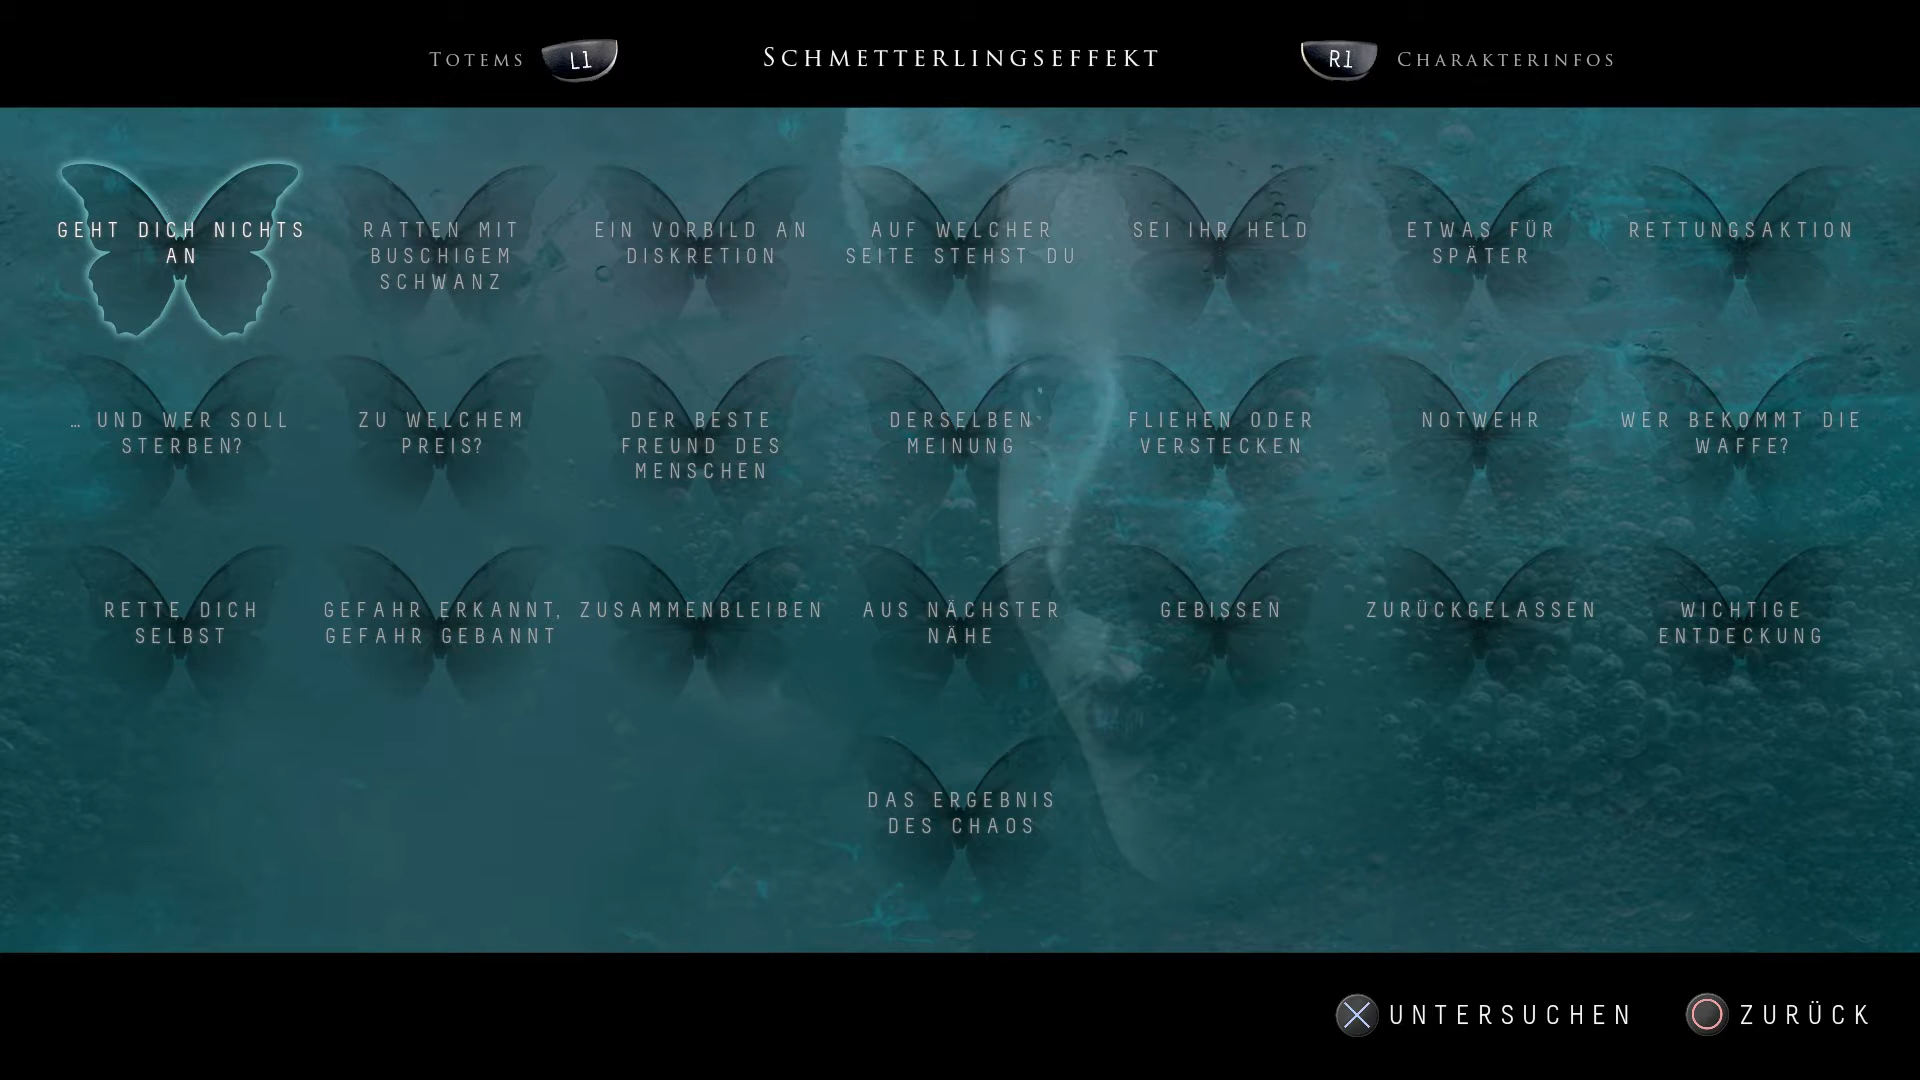 TOTEMS L1 SCHMETTERLINGSEFFEKT R1 CHARAKTERINFOS
GEHT DICH NICHTS
AN
RATTEN MIT
BUSCHIGEM
SCHWANZ
EIN VORBILD AN
DISKRETION
AUF WELCHER
SEITE STEHST DU
SEI IHR HELD
ETWAS FÜR
SPÄTER
RETTUNGSAKTION
… UND WER SOLL
STERBEN?
ZU WELCHEM
PREIS?
DER BESTE
FREUND DES
MENSCHEN
DERSELBEN
MEINUNG
FLIEHEN ODER
VERSTECKEN
NOTWEHR
WER BEKOMMT DIE
WAFFE?
RETTE DICH
SELBST
GEFAHR ERKANNT,
GEFAHR GEBANNT
ZUSAMMENBLEIBEN
AUS NÄCHSTER
NÄHE
GEBISSEN
ZURÜCKGELASSEN
WICHTIGE
ENTDECKUNG
DAS ERGEBNIS
DES CHAOS
UNTERSUCHEN ZURÜCK